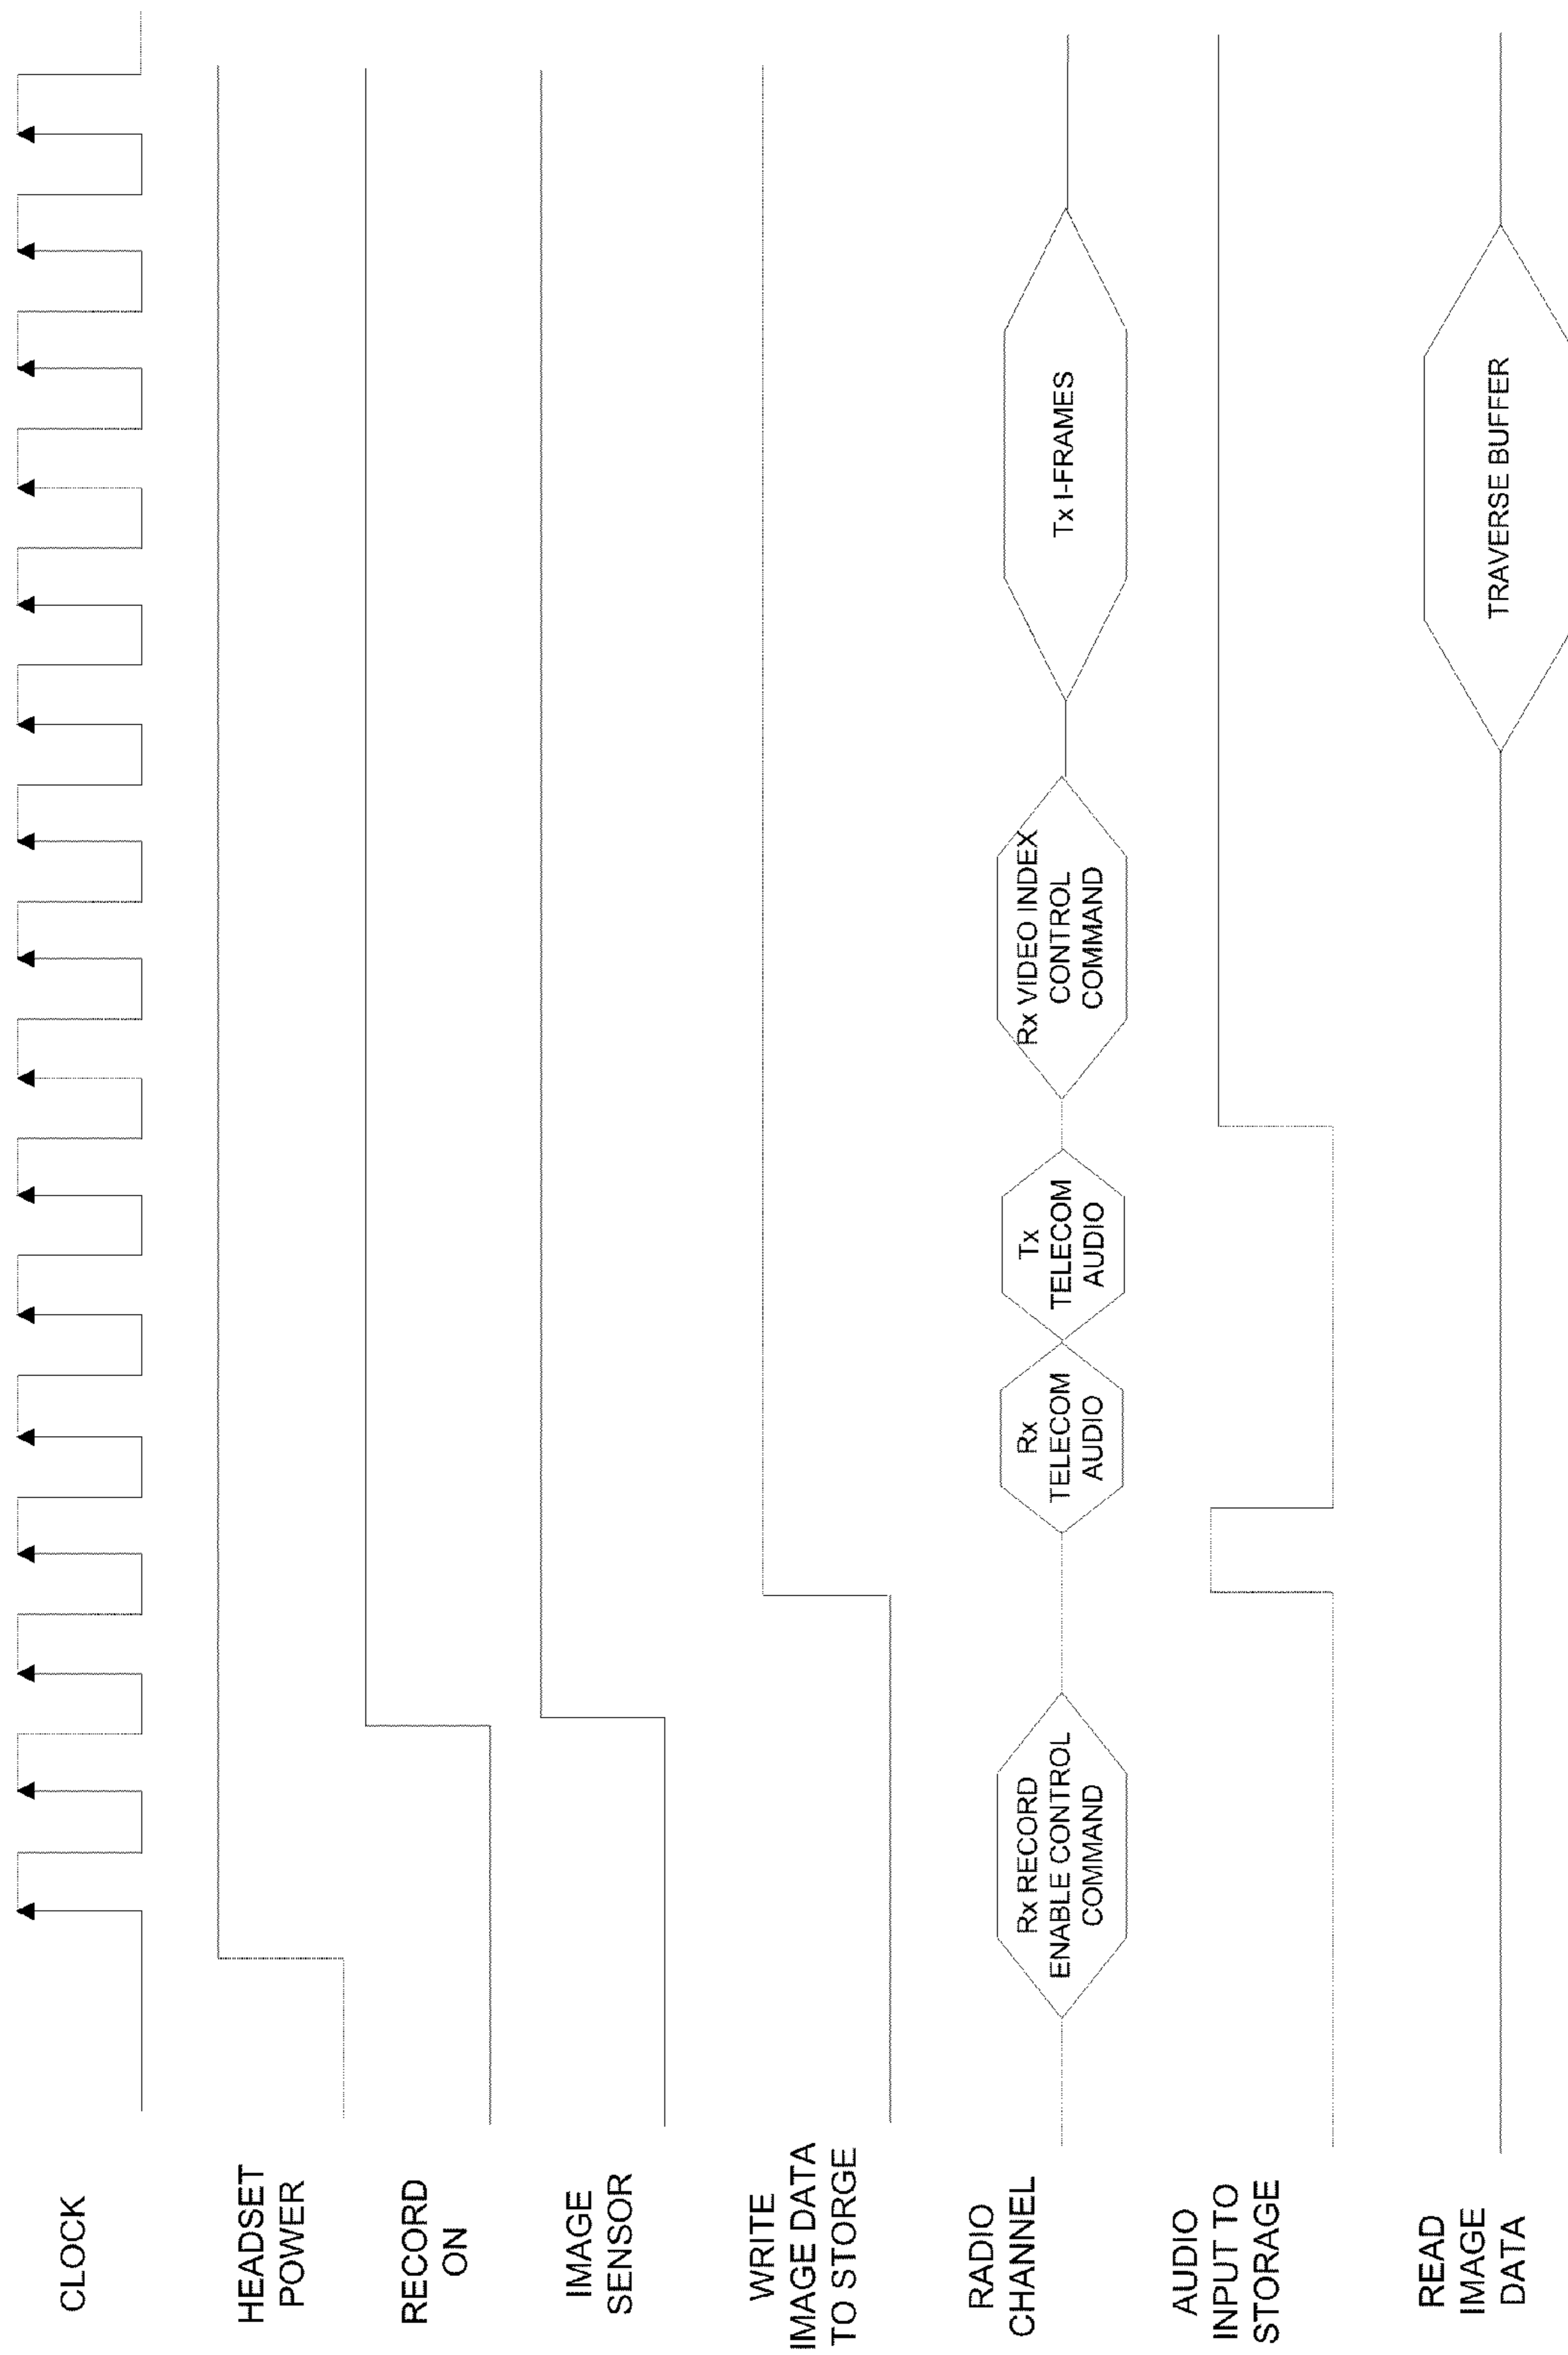 CLOCK
HEADSET
POWER
RECORD
ON
IMAGE
SENSOR
WRITE
IMAGE DATA
TO STORGE
RADIO
CHANNEL
Rx RECORD
ENABLE CONTROL
COMMAND
Rx
TELECOM
AUDIO
Tx
TELECOM
AUDIO
Rx VIDEO INDEX
CONTROL
COMMAND
Tx I-FRAMES
AUDIO
INPUT TO
STORAGE
READ
IMAGE
DATA
TRAVERSE BUFFER